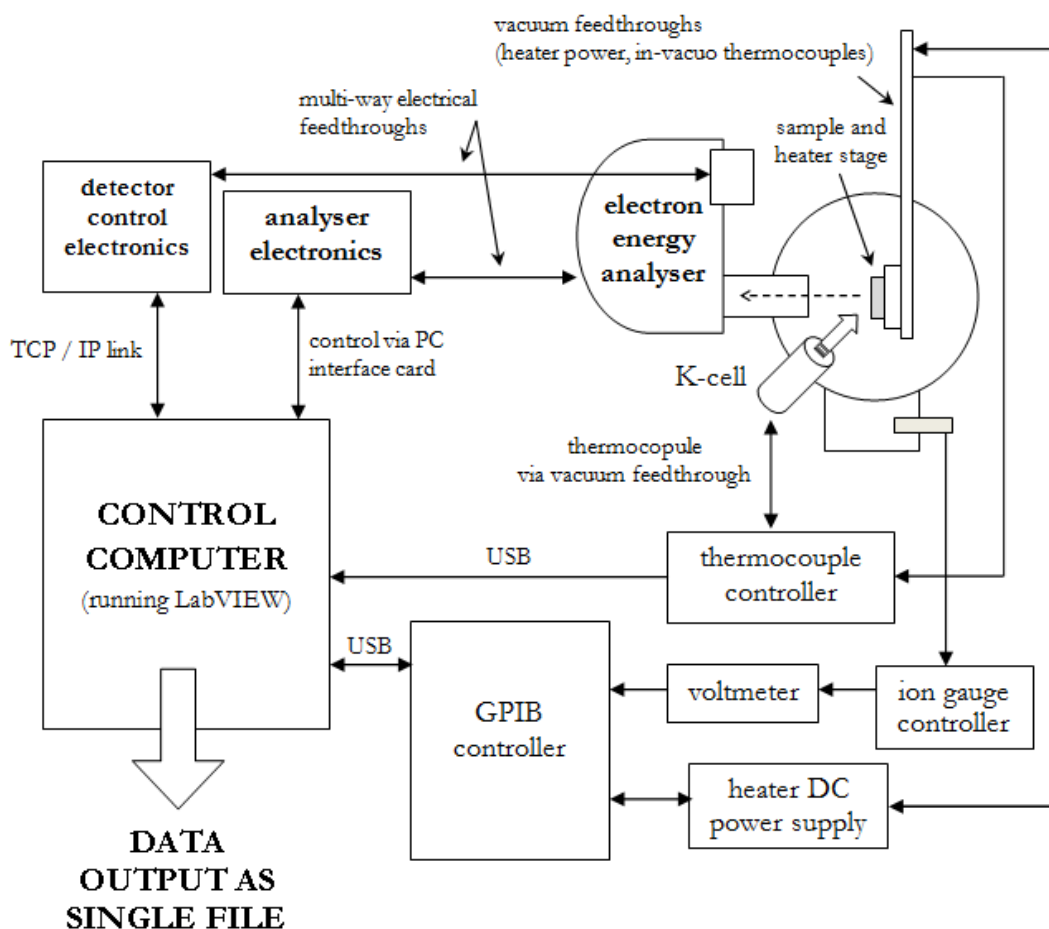 vacuum feedthroughs
(heater power, in-vacuo thermocouples)
multi-way electrical
feedthroughs
sample and
heater stage
detector
control
electronics
analyser
electronics
electron
energy
analyser
TCP / IP link
control via PC
interface card
K-cell
thermocopule
via vacuum feedthrough
CONTROL
COMPUTER
(running LabVIEW)
USB
thermocouple
controller
USB
GPIB
controller
voltmeter
ion gauge
controller
heater DC
power supply
DATA
OUTPUT AS
SINGLE FILE